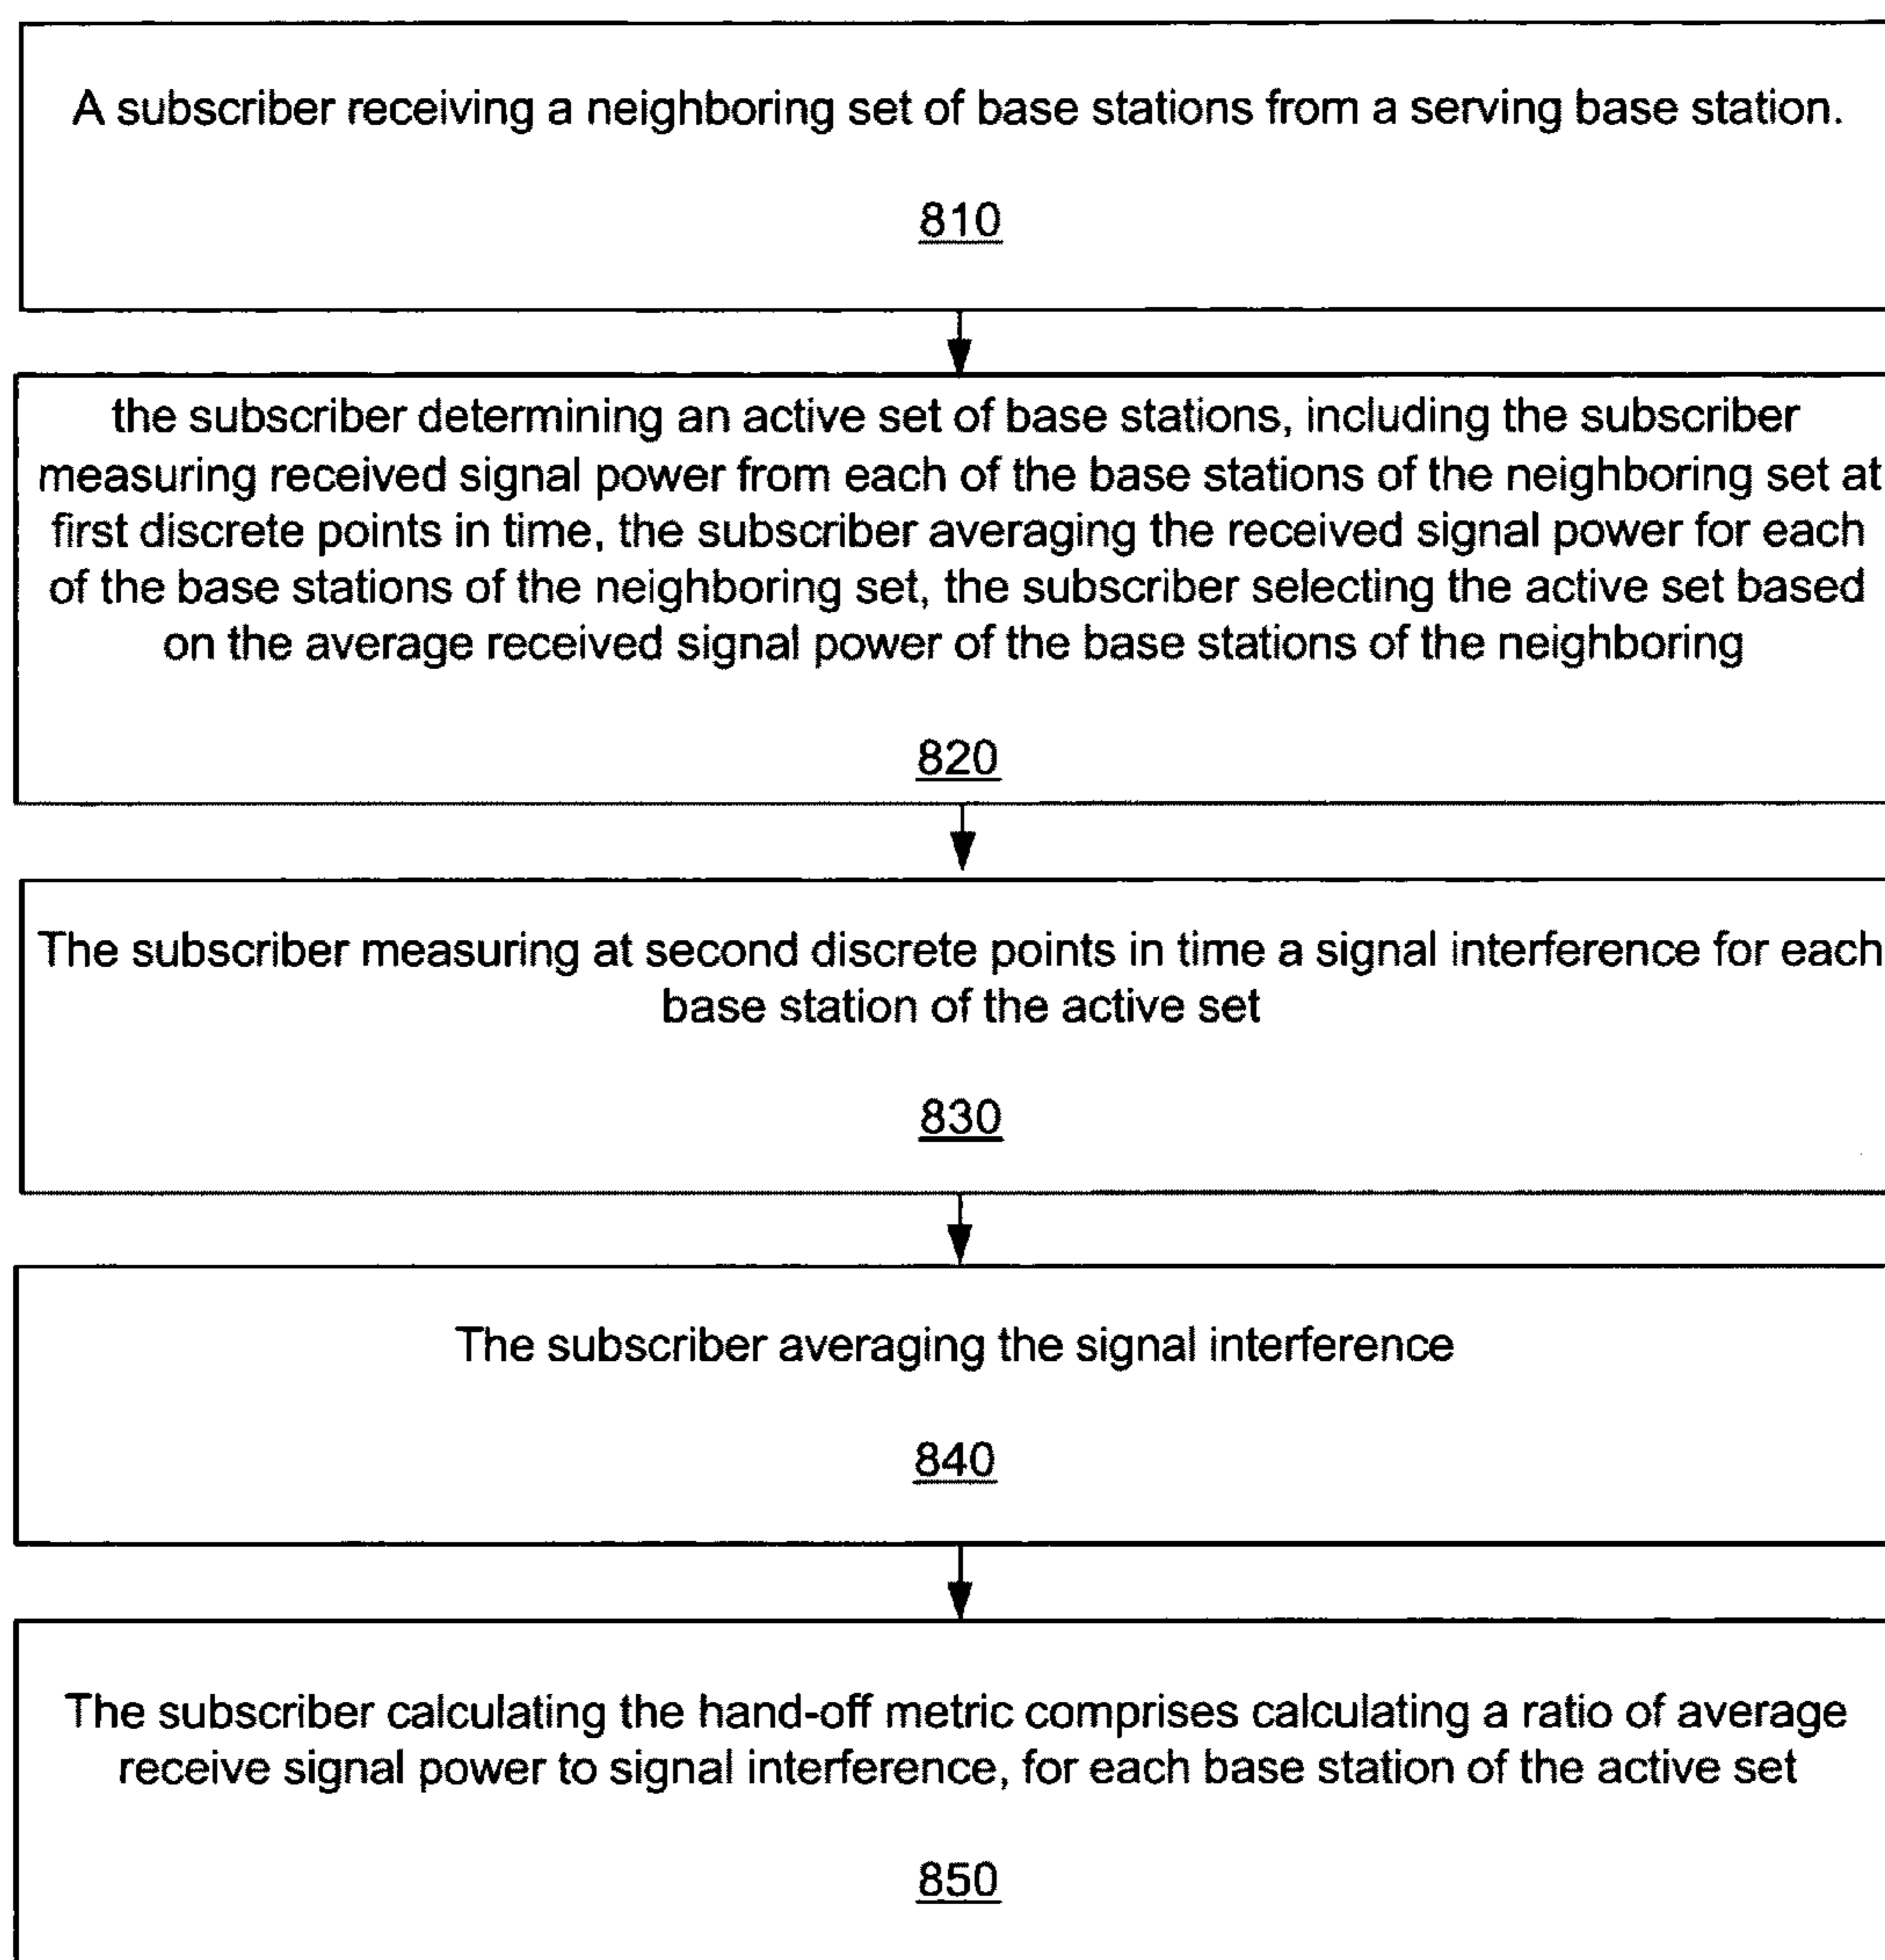 A subscriber receiving a neighboring set of base stations from a serving base station.
810
the subscriber determining an active set of base stations, including the subscriber
measuring received signal power from each of the base stations of the neighboring set at
first discrete points in time, the subscriber averaging the received signal power for each
of the base stations of the neighboring set, the subscriber selecting the active set based
on the average received signal power of the base stations of the neighboring
820
The subscriber measuring at second discrete points in time a signal interference for each
base station of the active set
830
The subscriber averaging the signal interference
840
The subscriber calculating the hand-off metric comprises calculating a ratio of average
receive signal power to signal interference, for each base station of the active set
850